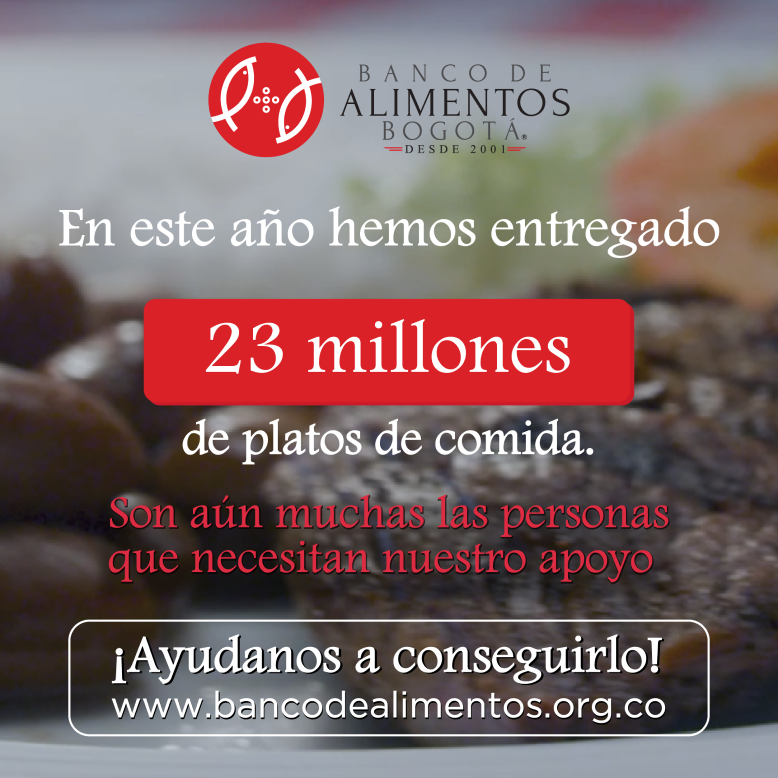 BANCO DE
ALIMENTOS
BOGOTÁ®
DESDE 2001
En este año hemos entregado
23 millones
de platos de comida.
Son aún muchas las personas
que necesitan nuestro apoyo
¡Ayudanos a conseguirlo!
www.bancodealimentos.org.co